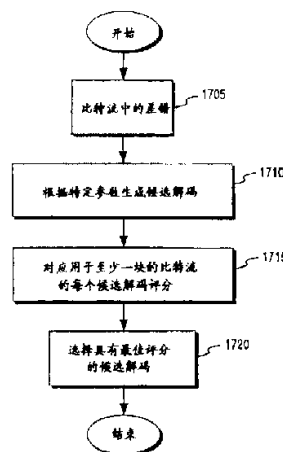 开始
比特流中的差错
1705
根据特定参数生成候选解码
1710
对应用于至少一块的比特流
的每个候选解码评分
1715
选择具有最佳评分
的候选解码
1720
结束